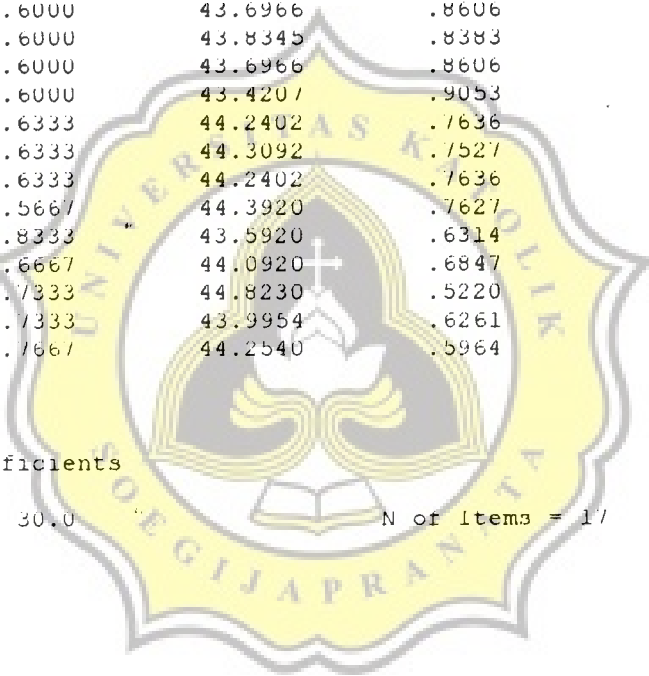 .6000 43.6966 .8606
.6000 43.8345 .8383
.6000 43.6966 .8606
.6000 43.4207 .9053
.6333 44.2402 .7636
.6333 44.3092 .7527
.6333 44.2402 .7636
.5667 44.3920 .7627
.8333 43.5920 .6314
.6667 44.0920 .6847
.7333 44.8230 .5220
.7333 43.9954 .6261
.7667 44.2540 .5964
ficients
30.0 N of Items = 17
UNIVERSITAS KATOLIK
SOEGIJAPRANATA